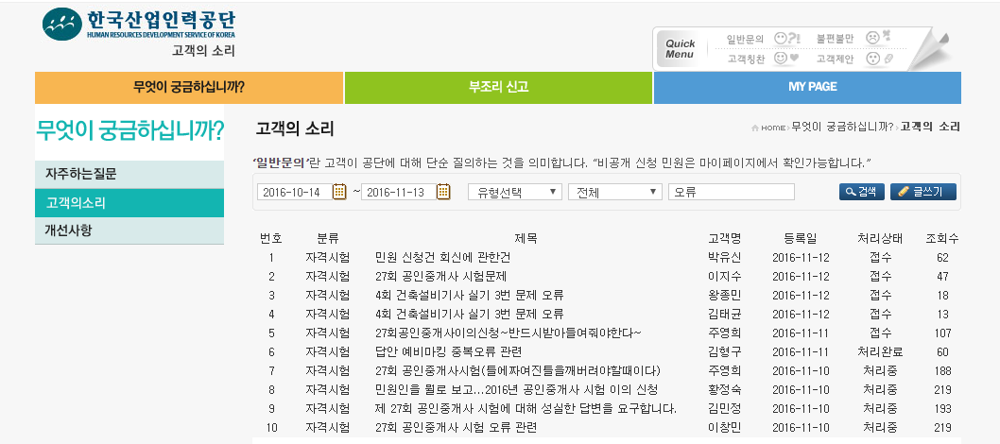 한국산업인력공단
HUMAN RESOURCES DEVELOPMENT SERVICE OF KOREA
고객의 소리
Quick Menu
일반문의 불편불만
고객칭찬 고객제안
무엇이 궁금하십니까? 부조리 신고 MY PAGE
무엇이 궁금하십니까?
자주하는질문
고객의소리
개선사항
고객의 소리
HOME > 무엇이 궁금하십니까? > 고객의 소리
'일반문의'란 고객이 공단에 대해 단순 질의하는 것을 의미합니다. "비공개 신청 민원은 마이페이지에서 확인가능합니다."
2016-10-14 ~ 2016-11-13 유형선택 전체 오류 검색 글쓰기
번호 분류 제목 고객명 등록일 처리상태 조회수
1 자격시험 민원 신청건 회신에 관한건 박유신 2016-11-12 접수 62
2 자격시험 27회 공인중개사 시험문제 이지수 2016-11-12 접수 47
3 자격시험 4회 건축설비기사 실기 3번 문제 오류 왕종민 2016-11-12 접수 18
4 자격시험 4회 건축설비기사 실기 3번 문제 오류 김태균 2016-11-12 접수 13
5 자격시험 27회공인중개사이의신청~반드시받아들여줘야한다~ 주영희 2016-11-11 접수 107
6 자격시험 답안 예비마킹 중복오류 관련 김형구 2016-11-11 처리완료 60
7 자격시험 27회 공인중개사시험(틀에짜여진틀을깨버려야할때이다) 주영희 2016-11-10 처리중 188
8 자격시험 민원인을 뭘로 보고...2016년 공인중개사 시험 이의 신청 황정숙 2016-11-10 처리중 219
9 자격시험 제 27회 공인중개사 시험에 대해 성실한 답변을 요구합니다. 김민정 2016-11-10 처리중 193
10 자격시험 27회 공인중개사 시험 오류 관련 이창민 2016-11-10 처리중 219